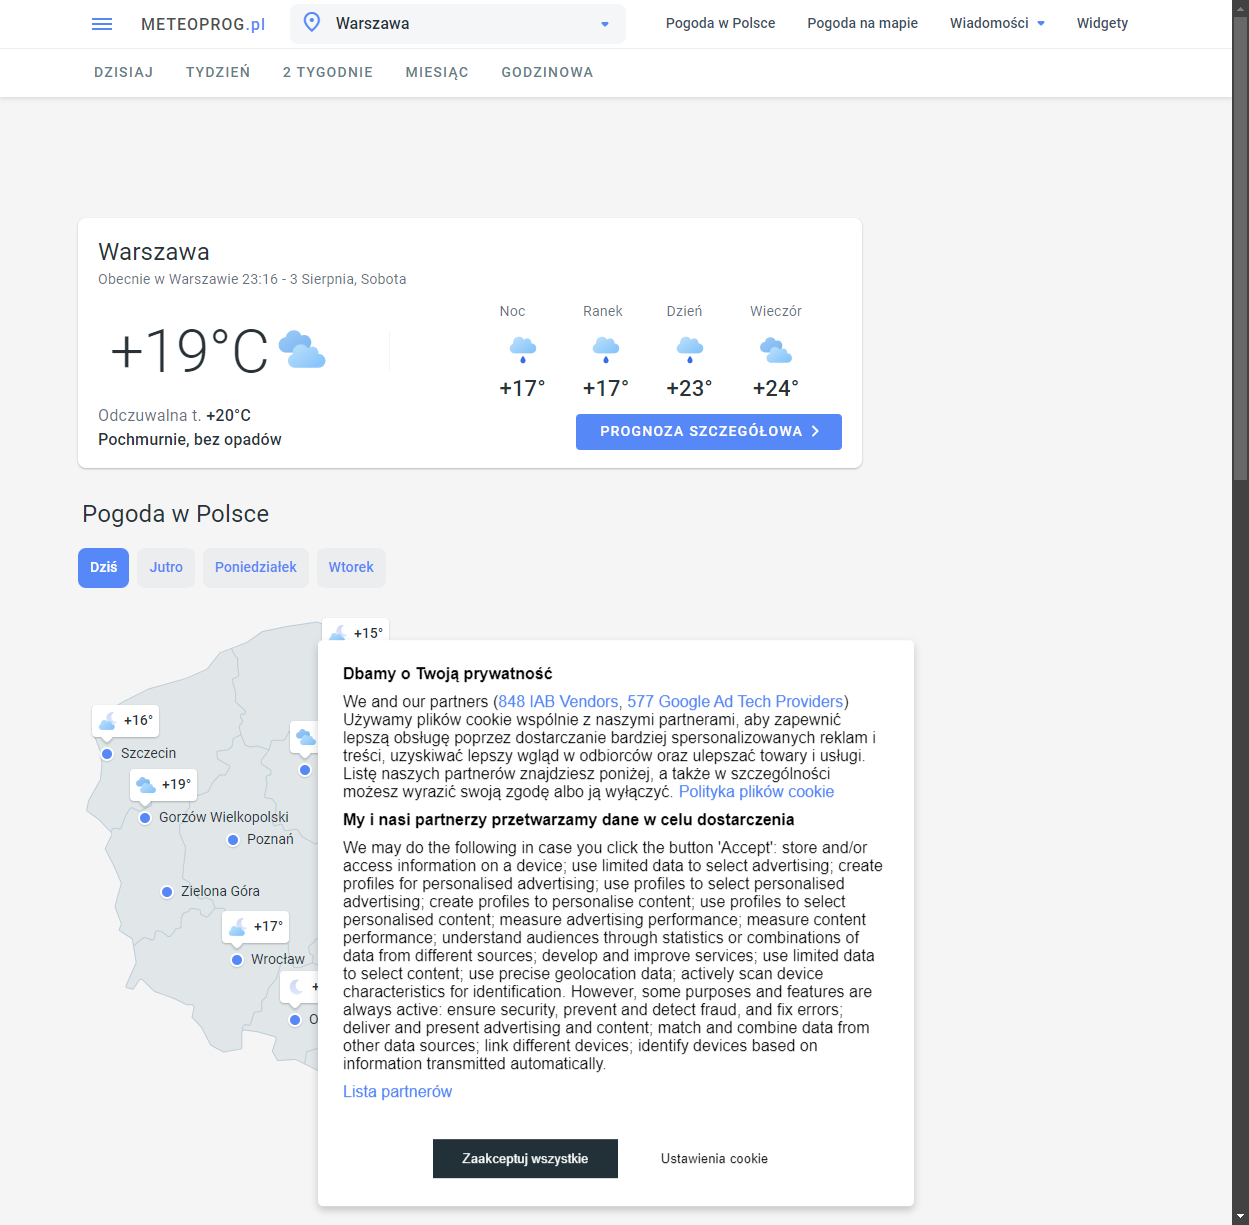 METEOPROG.pl
Warszawa
Pogoda w Polsce
Pogoda na mapie
Wiadomości
Widgety
DZISIAJ
TYDZIEŃ
2 TYGODNIE
MIESIĄC
GODZINOWA
Warszawa
Obecnie w Warszawie 23:16 - 3 Sierpnia, Sobota
+19°C
Odczuwalna t. +20°C
Pochmurnie, bez opadów
Noc
Ranek
Dzień
Wieczór
+17°
+17°
+23°
+24°
PROGNOZA SZCZEGÓŁOWA
Pogoda w Polsce
Dziś
Jutro
Poniedziałek
Wtorek
+15°
+16°
Szczecin
+19°
Gorzów Wielkopolski
Poznań
Zielona Góra
+17°
Wrocław
+
O
Dbamy o Twoją prywatność
We and our partners (848 IAB Vendors, 577 Google Ad Tech Providers)
Używamy plików cookie wspólnie z naszymi partnerami, aby zapewnić
lepszą obsługę poprzez dostarczanie bardziej spersonalizowanych reklam i
treści, uzyskiwać lepszy wgląd w odbiorców oraz ulepszać towary i usługi.
Listę naszych partnerów znajdziesz poniżej, a także w szczególności
możesz wyrazić swoją zgodę albo ją wyłączyć. Polityka plików cookie
My i nasi partnerzy przetwarzamy dane w celu dostarczenia
We may do the following in case you click the button 'Accept': store and/or
access information on a device; use limited data to select advertising; create
profiles for personalised advertising; use profiles to select personalised
advertising; create profiles to personalise content; use profiles to select
personalised content; measure advertising performance; measure content
performance; understand audiences through statistics or combinations of
data from different sources; develop and improve services; use limited data
to select content; use precise geolocation data; actively scan device
characteristics for identification. However, some purposes and features are
always active: ensure security, prevent and detect fraud, and fix errors;
deliver and present advertising and content; match and combine data from
other data sources; link different devices; identify devices based on
information transmitted automatically.
Lista partnerów
Zaakceptuj wszystkie
Ustawienia cookie